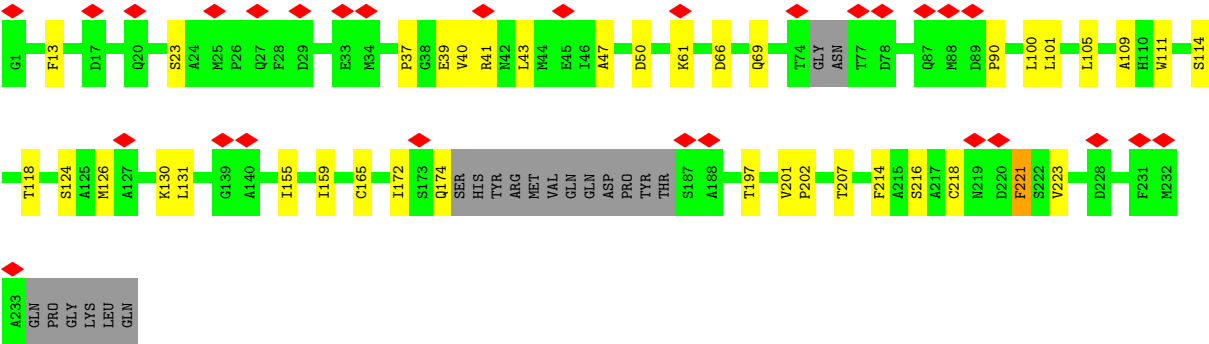 G1 F13 D17 Q20 S23 A24 M25 P26 Q27 F28 D29 E33 M34 P37 G38 E39 V40 R41 N42 L43 M44 E45 I46 A47 D50 K61 D66 Q69 T74 GLY ASN T77 D78 Q87 M88 D89 P90 L100 L101 L105 A109 H110 W111 S114
T118 S124 A125 M126 A127 K130 L131 G139 A140 I155 I159 C165 I172 S173 Q174 SER HIS TYR ARG MET VAL GLN GLN ASP PRO TYR THR S187 A188 T197 V201 P202 T207 F214 A215 S216 A217 C218 N219 D220 F221 S222 V223 D228 F231 M232
A233 GLN PRO GLY LYS LEU GLN